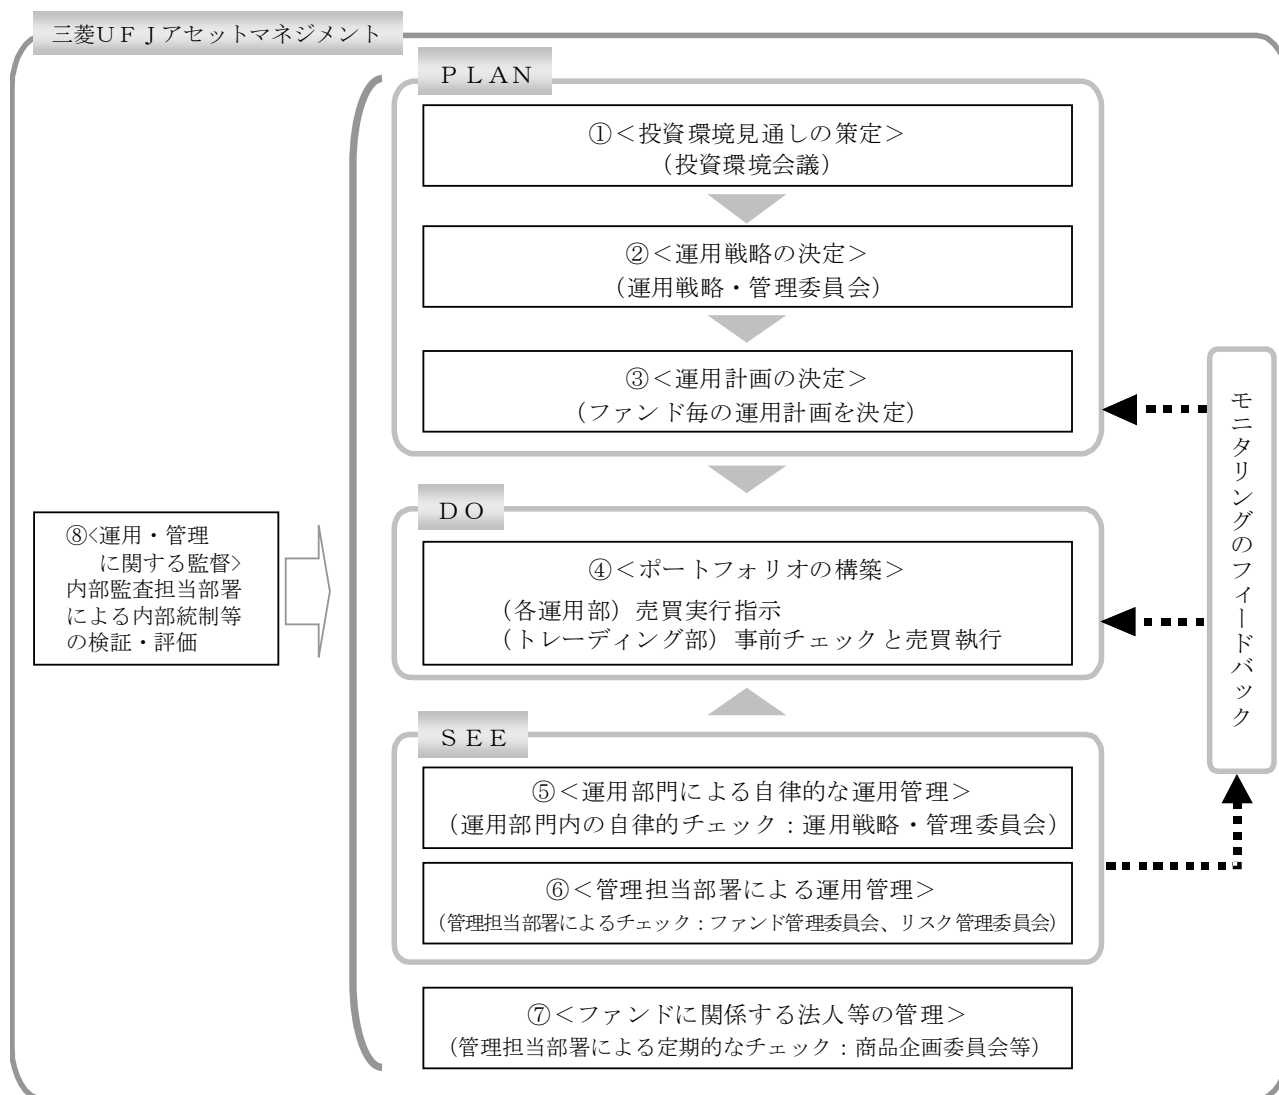 三菱UFJアセットマネジメント
PLAN
①<投資環境見通しの策定>
(投資環境会議)
②<運用戦略の決定>
(運用戦略・管理委員会)
③<運用計画の決定>
(ファンド毎の運用計画を決定)
DO
④<ポートフォリオの構築>
(各運用部)売買実行指示
(トレーディング部)事前チェックと売買執行
SEE
⑤<運用部門による自律的な運用管理>
(運用部門内の自律的チェック:運用戦略・管理委員会)
⑥<管理担当部署による運用管理>
(管理担当部署によるチェック:ファンド管理委員会、リスク管理委員会)
⑦<ファンドに関係する法人等の管理>
(管理担当部署による定期的なチェック:商品企画委員会等)
⑧<運用・管理
に関する監督>
内部監査担当部署
による内部統制等
の検証・評価
モニタリングのフィードバック